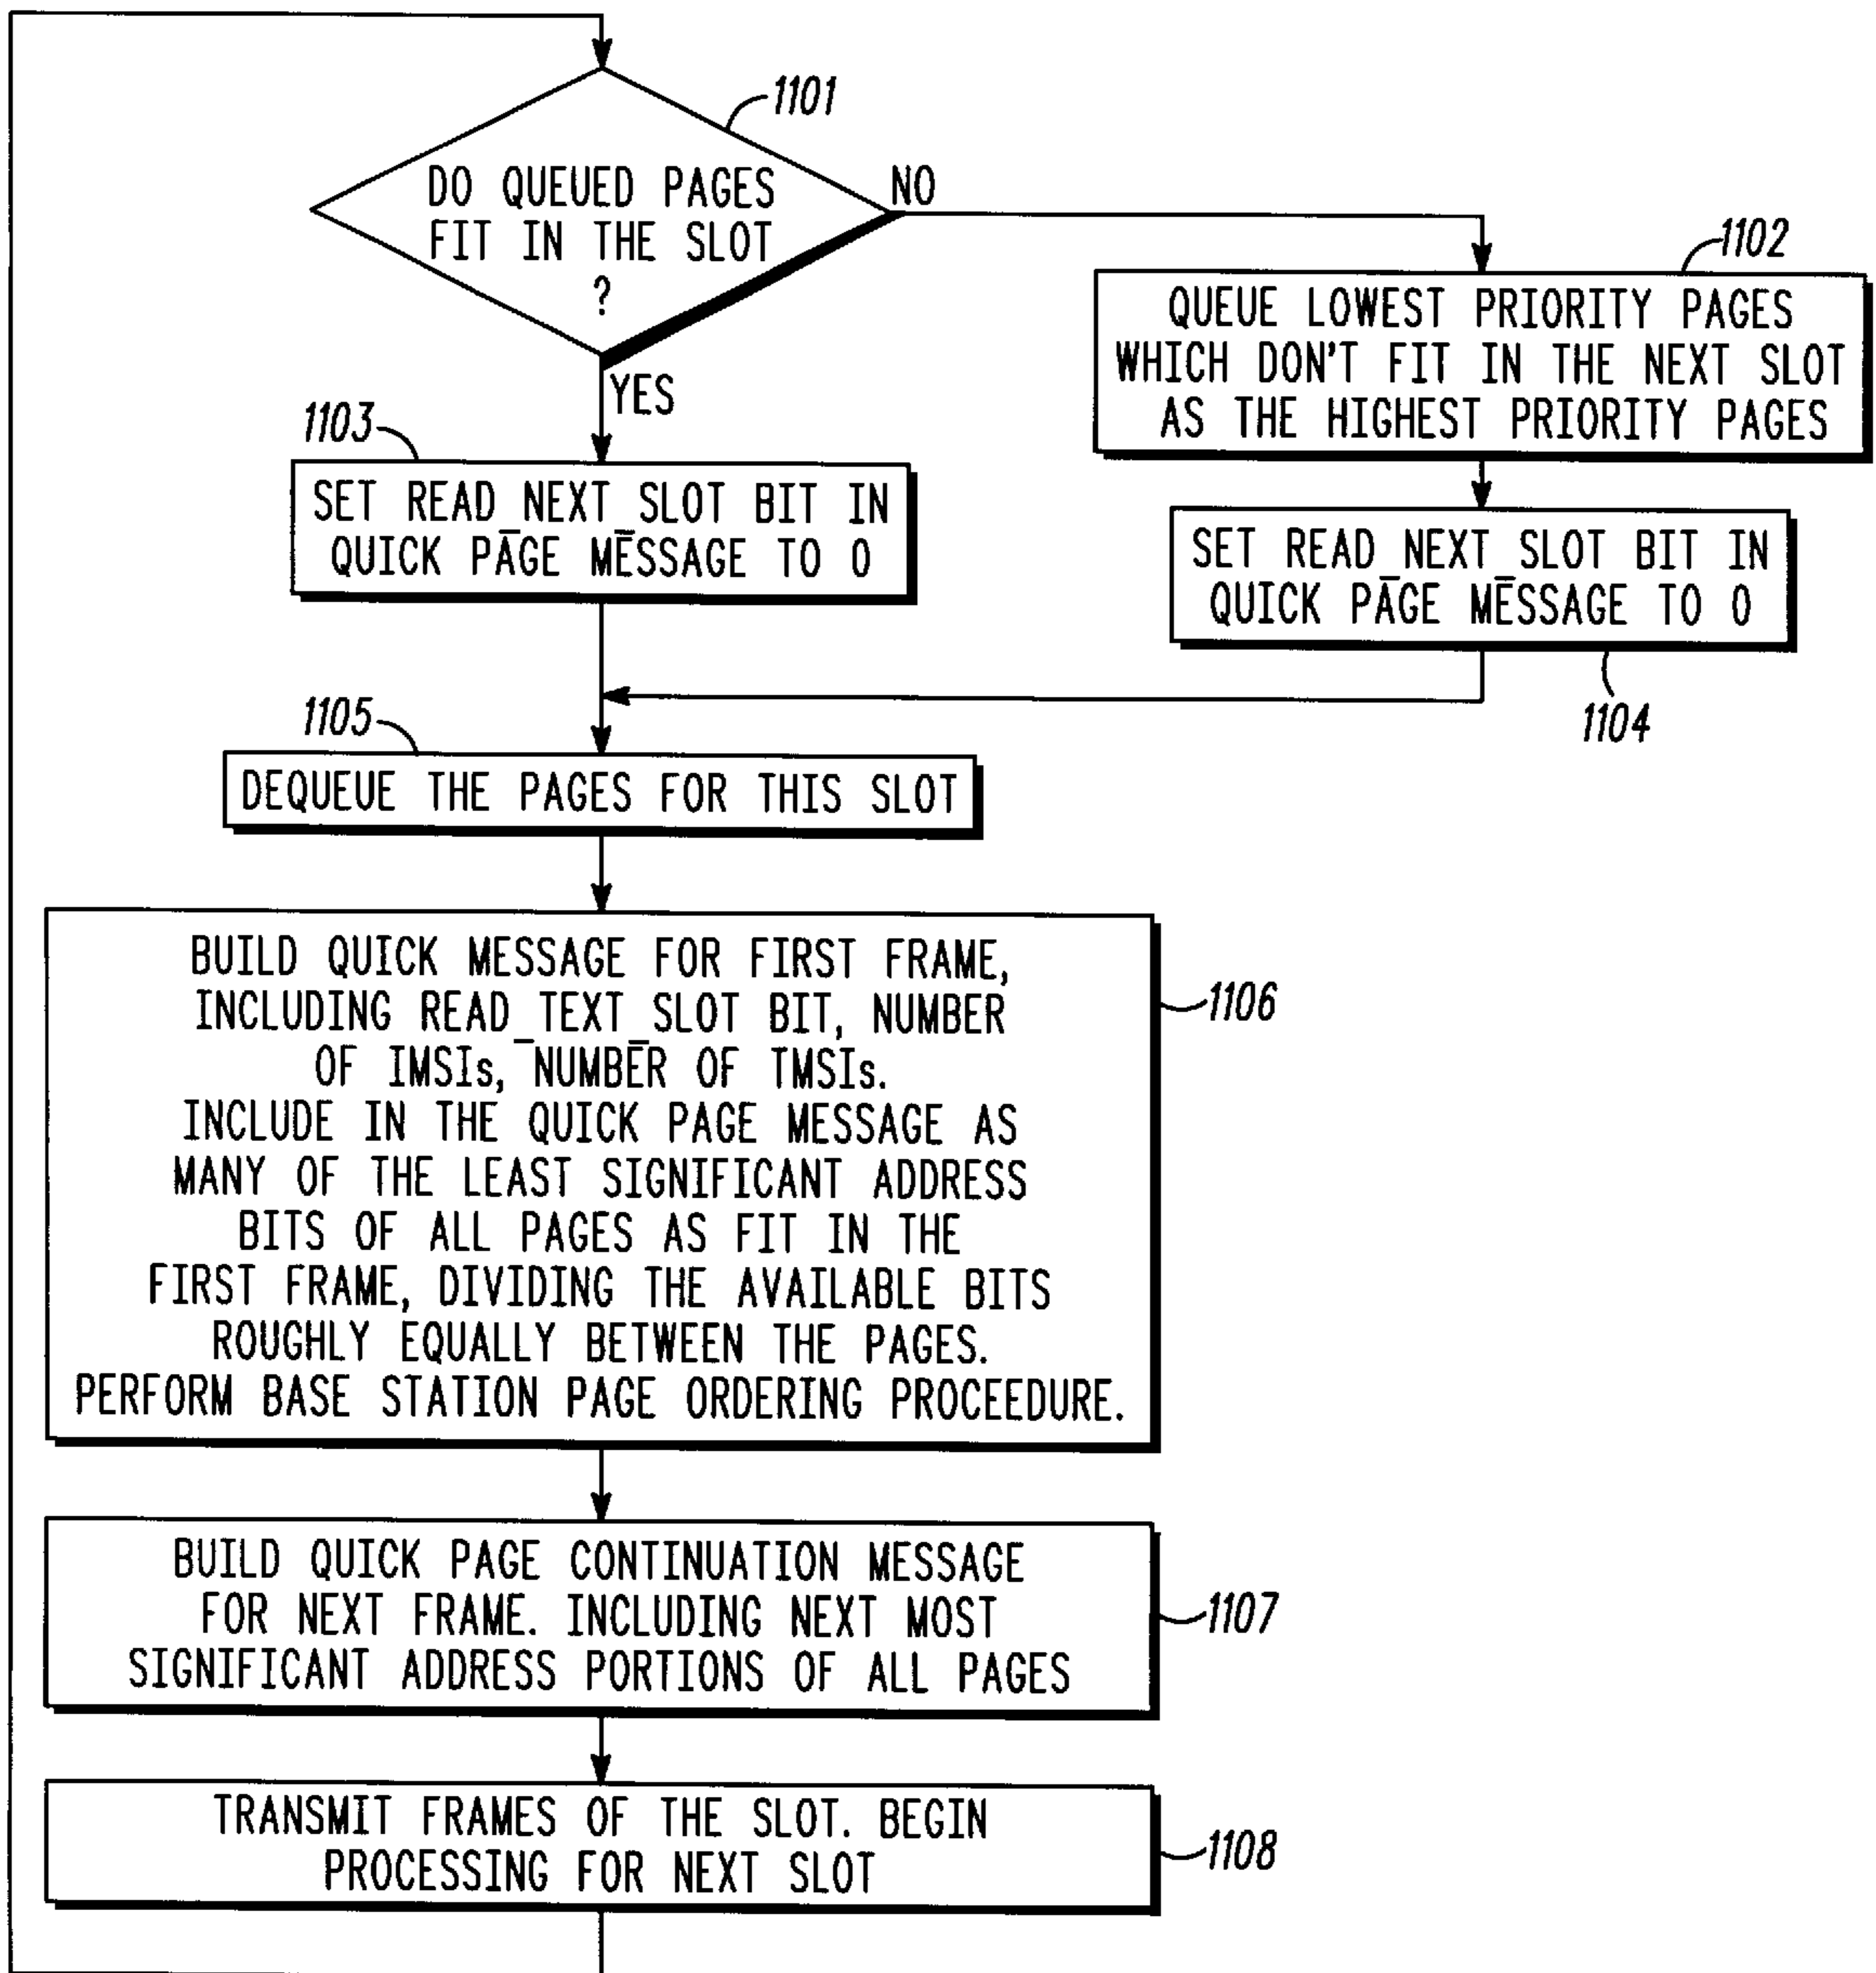 1101
DO QUEUED PAGES
FIT IN THE SLOT
?
NO
YES
1102
QUEUE LOWEST PRIORITY PAGES
WHICH DON'T FIT IN THE NEXT SLOT
AS THE HIGHEST PRIORITY PAGES
1103
SET READ_NEXT_SLOT BIT IN
QUICK PAGE MESSAGE TO 0
SET READ_NEXT_SLOT BIT IN
QUICK PAGE MESSAGE TO 0
1104
1105
DEQUEUE THE PAGES FOR THIS SLOT
BUILD QUICK MESSAGE FOR FIRST FRAME,
INCLUDING READ_TEXT_SLOT BIT, NUMBER
OF IMSIs, NUMBER OF TMSIs.
INCLUDE IN THE QUICK PAGE MESSAGE AS
MANY OF THE LEAST SIGNIFICANT ADDRESS
BITS OF ALL PAGES AS FIT IN THE
FIRST FRAME, DIVIDING THE AVAILABLE BITS
ROUGHLY EQUALLY BETWEEN THE PAGES.
PERFORM BASE STATION PAGE ORDERING PROCEEDURE.
1106
BUILD QUICK PAGE CONTINUATION MESSAGE
FOR NEXT FRAME. INCLUDING NEXT MOST
SIGNIFICANT ADDRESS PORTIONS OF ALL PAGES
1107
TRANSMIT FRAMES OF THE SLOT. BEGIN
PROCESSING FOR NEXT SLOT
1108